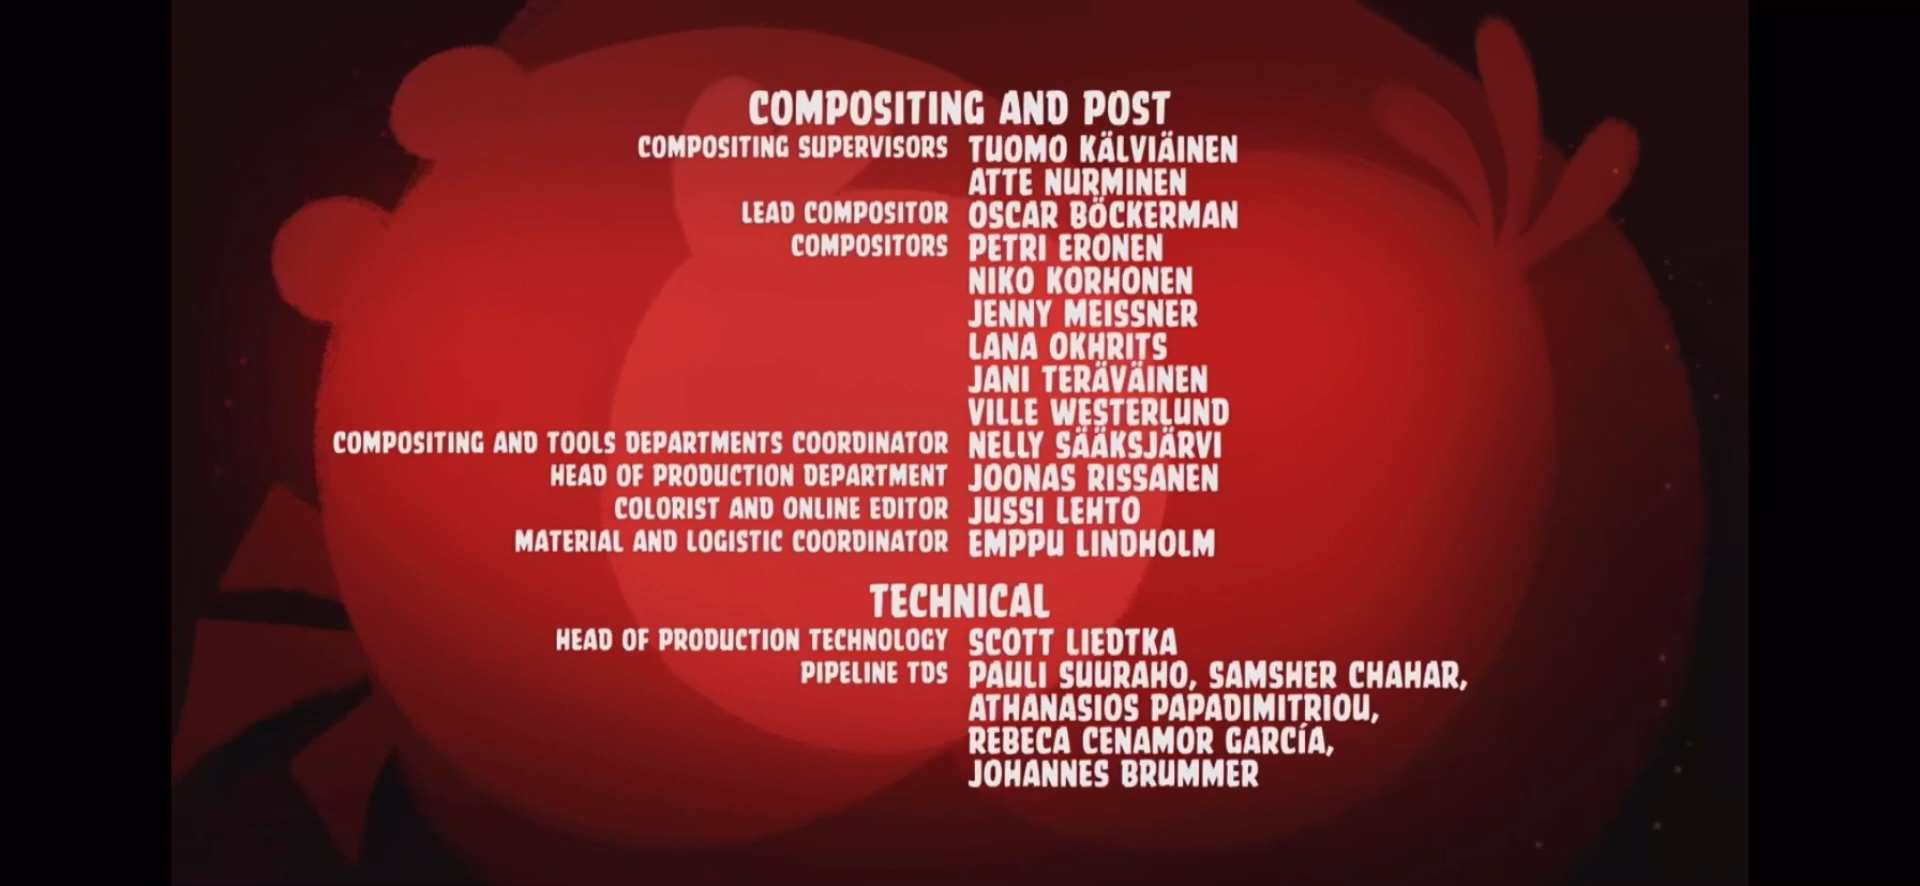 COMPOSITING AND POST
COMPOSITING SUPERVISORS TUOMO KÄLVIÄINEN
ATTE NURMINEN
LEAD COMPOSITOR OSCAR BÖCKERMAN
COMPOSITORS PETRI ERONEN
NIKO KORHONEN
JENNY MEISSNER
LANA OKHRITS
JANI TERÄVÄINEN
VILLE WESTERLUND
COMPOSITING AND TOOLS DEPARTMENTS COORDINATOR NELLY SÄÄKSJÄRVI
HEAD OF PRODUCTION DEPARTMENT JOONAS RISSANEN
COLORIST AND ONLINE EDITOR JUSSI LEHTO
MATERIAL AND LOGISTIC COORDINATOR EMPPU LINDHOLM
TECHNICAL
HEAD OF PRODUCTION TECHNOLOGY SCOTT LIEDTKA
PIPELINE TDS PAULI SUURAHO, SAMSHER CHAHAR,
ATHANASIOS PAPADIMITRIOU,
REBECA CENAMOR GARCÍA,
JOHANNES BRUMMER